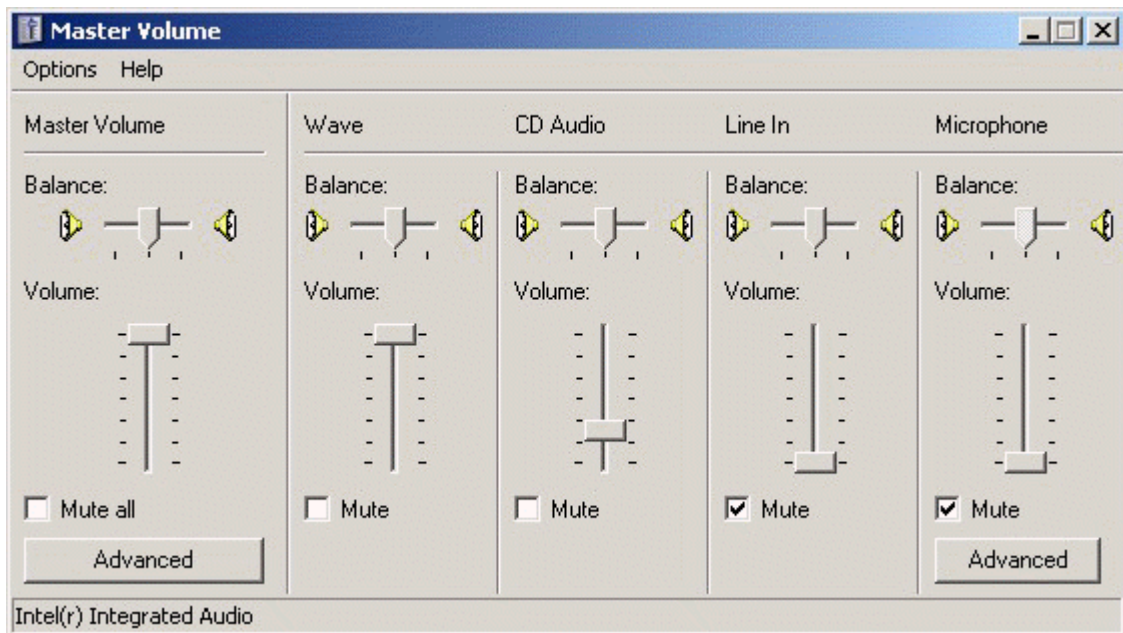 Master Volume
Options Help
Master Volume Wave CD Audio Line In Microphone
Balance: Balance: Balance: Balance: Balance:
Volume: Volume: Volume: Volume: Volume:
Mute all Mute Mute Mute Mute
Advanced Advanced
Intel(r) Integrated Audio